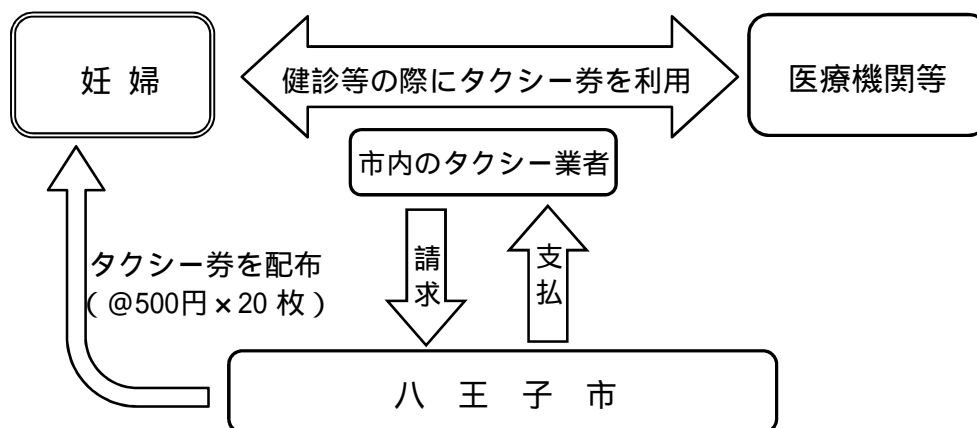 妊 婦
健診等の際にタクシー券を利用
医療機関等
市内のタクシー業者
タクシー券を配布
(@500円×20 枚)
請求
支払
八 王 子 市